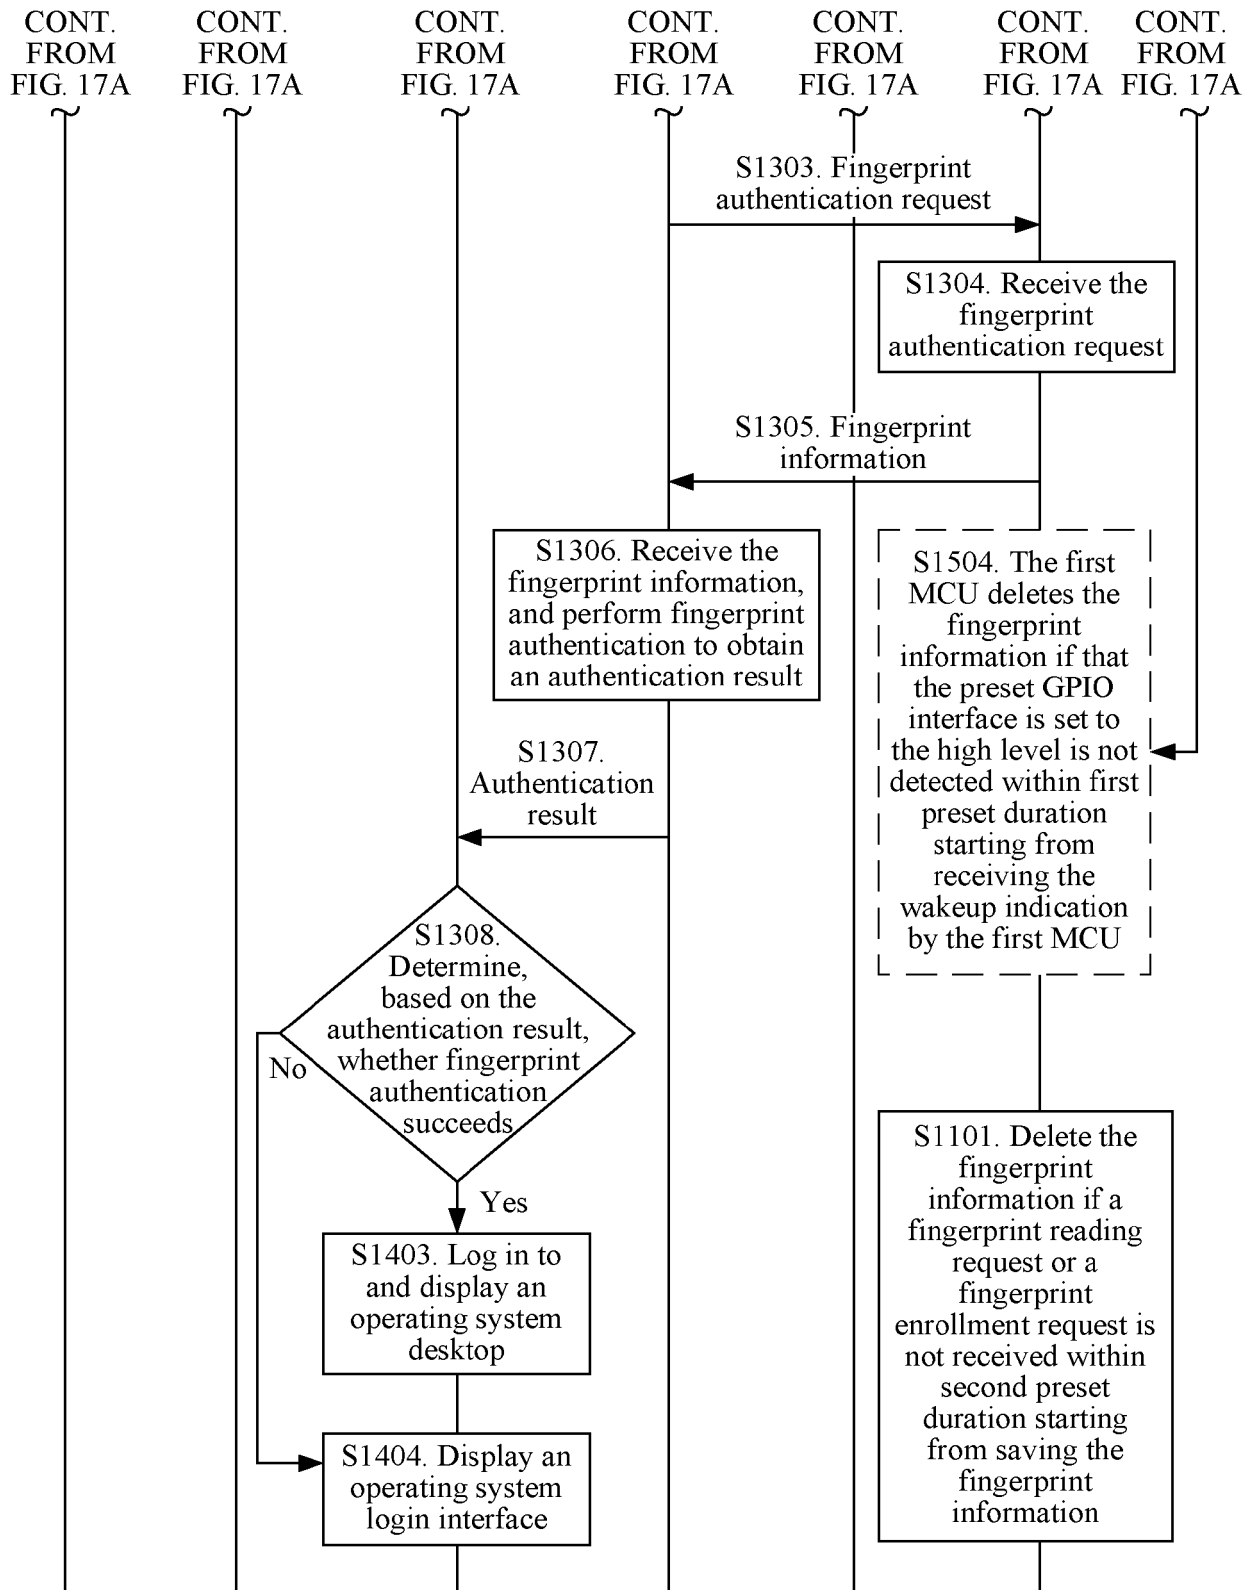 CONT.
FROM
FIG. 17A
CONT.
FROM
FIG. 17A
CONT.
FROM
FIG. 17A
CONT.
FROM
FIG. 17A
CONT.
FROM
FIG. 17A
CONT.
FROM
FIG. 17A
CONT.
FROM
FIG. 17A
S1303. Fingerprint
authentication request
S1304. Receive the
fingerprint
authentication request
S1305. Fingerprint
information
S1306. Receive the
fingerprint information,
and perform fingerprint
authentication to obtain
an authentication result
S1504. The first
MCU deletes the
fingerprint
information if that
the preset GPIO
interface is set to
the high level is not
detected within first
preset duration
starting from
receiving the
wakeup indication
by the first MCU
S1307.
Authentication
result
S1308.
Determine,
based on the
authentication result,
whether fingerprint
authentication
succeeds
No
Yes
S1403. Log in to
and display an
operating system
desktop
S1404. Display an
operating system
login interface
S1101. Delete the
fingerprint
information if a
fingerprint reading
request or a
fingerprint
enrollment request is
not received within
second preset
duration starting
from saving the
fingerprint
information